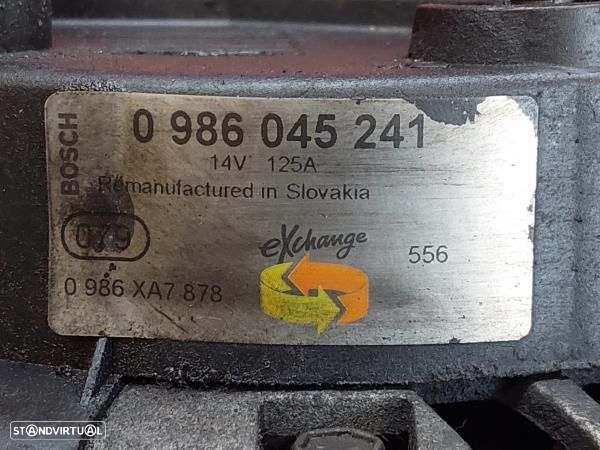 BOSCH
0 986 045 241
14V 125A
Remanufactured in Slovakia
079
eXchange
556
0 986 XA7 878
STANDVIRTUAL